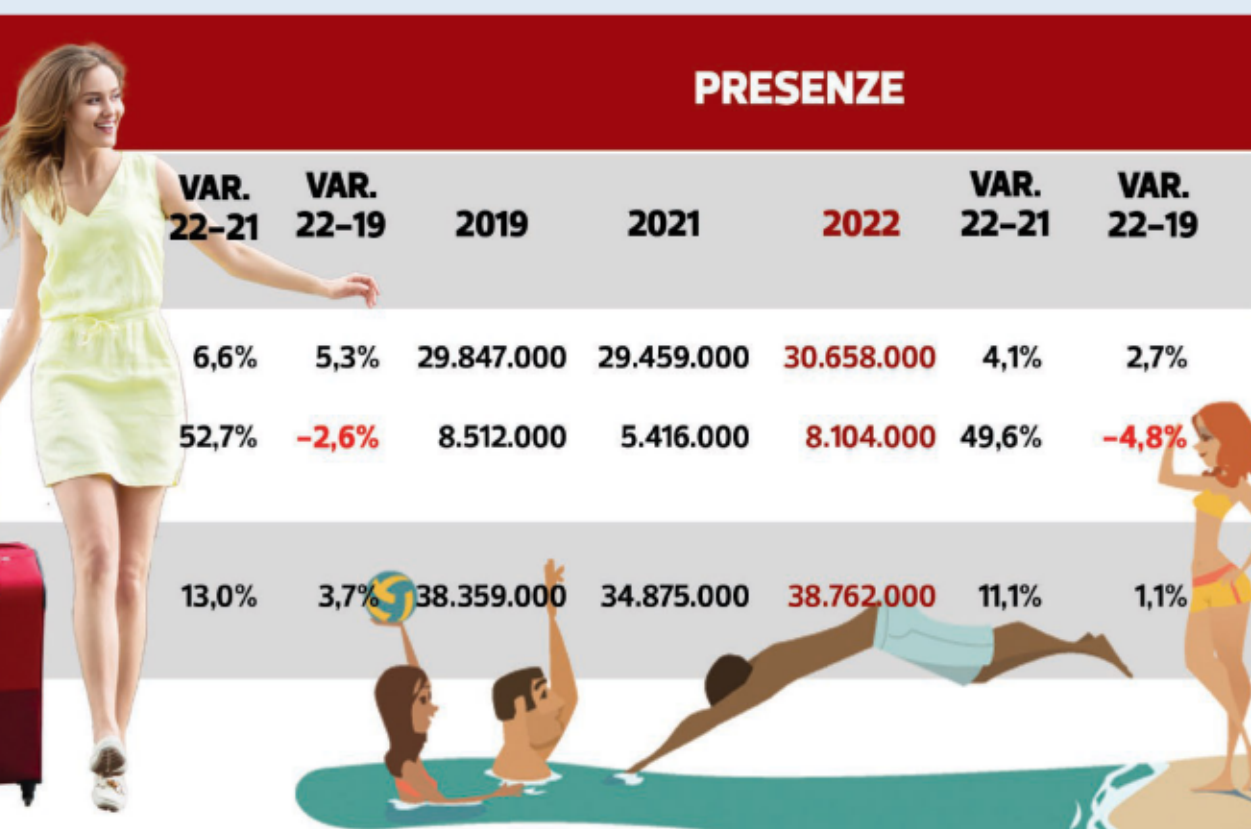 PRESENZE
VAR. VAR. VAR. VAR.
22–21 22–19 2019 2021 2022 22–21 22–19
6,6% 5,3% 29.847.000 29.459.000 30.658.000 4,1% 2,7%
52,7% –2,6% 8.512.000 5.416.000 8.104.000 49,6% –4,8%
13,0% 3,7% 38.359.000 34.875.000 38.762.000 11,1% 1,1%